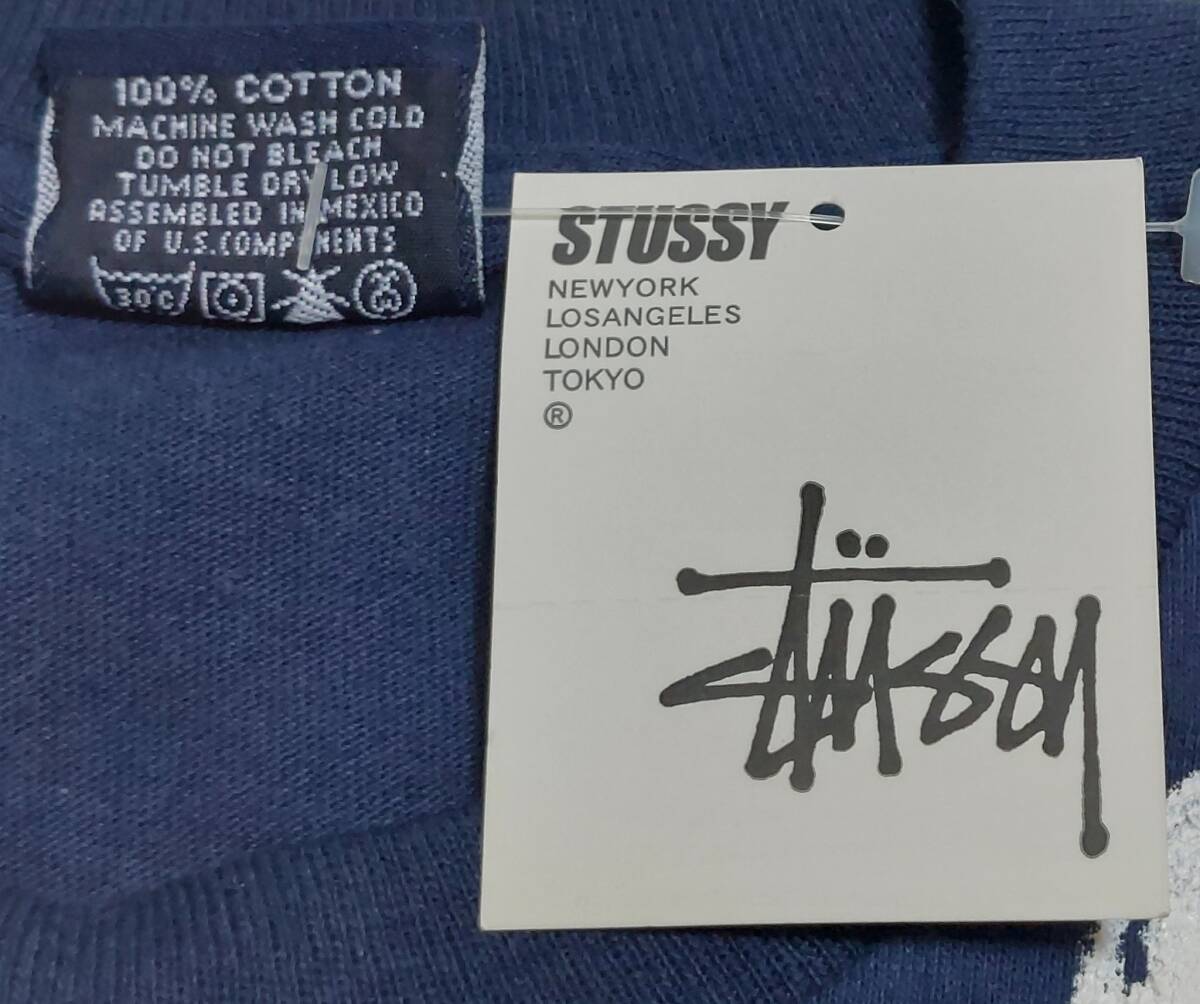 100% COTTON
MACHINE WASH COLD
DO NOT BLEACH
TUMBLE DRY LOW
ASSEMBLED IN MEXICO
OF U.S. COMPONENTS
30C
STUSSY
NEWYORK
LOSANGELES
LONDON
TOKYO
®
Stüssy